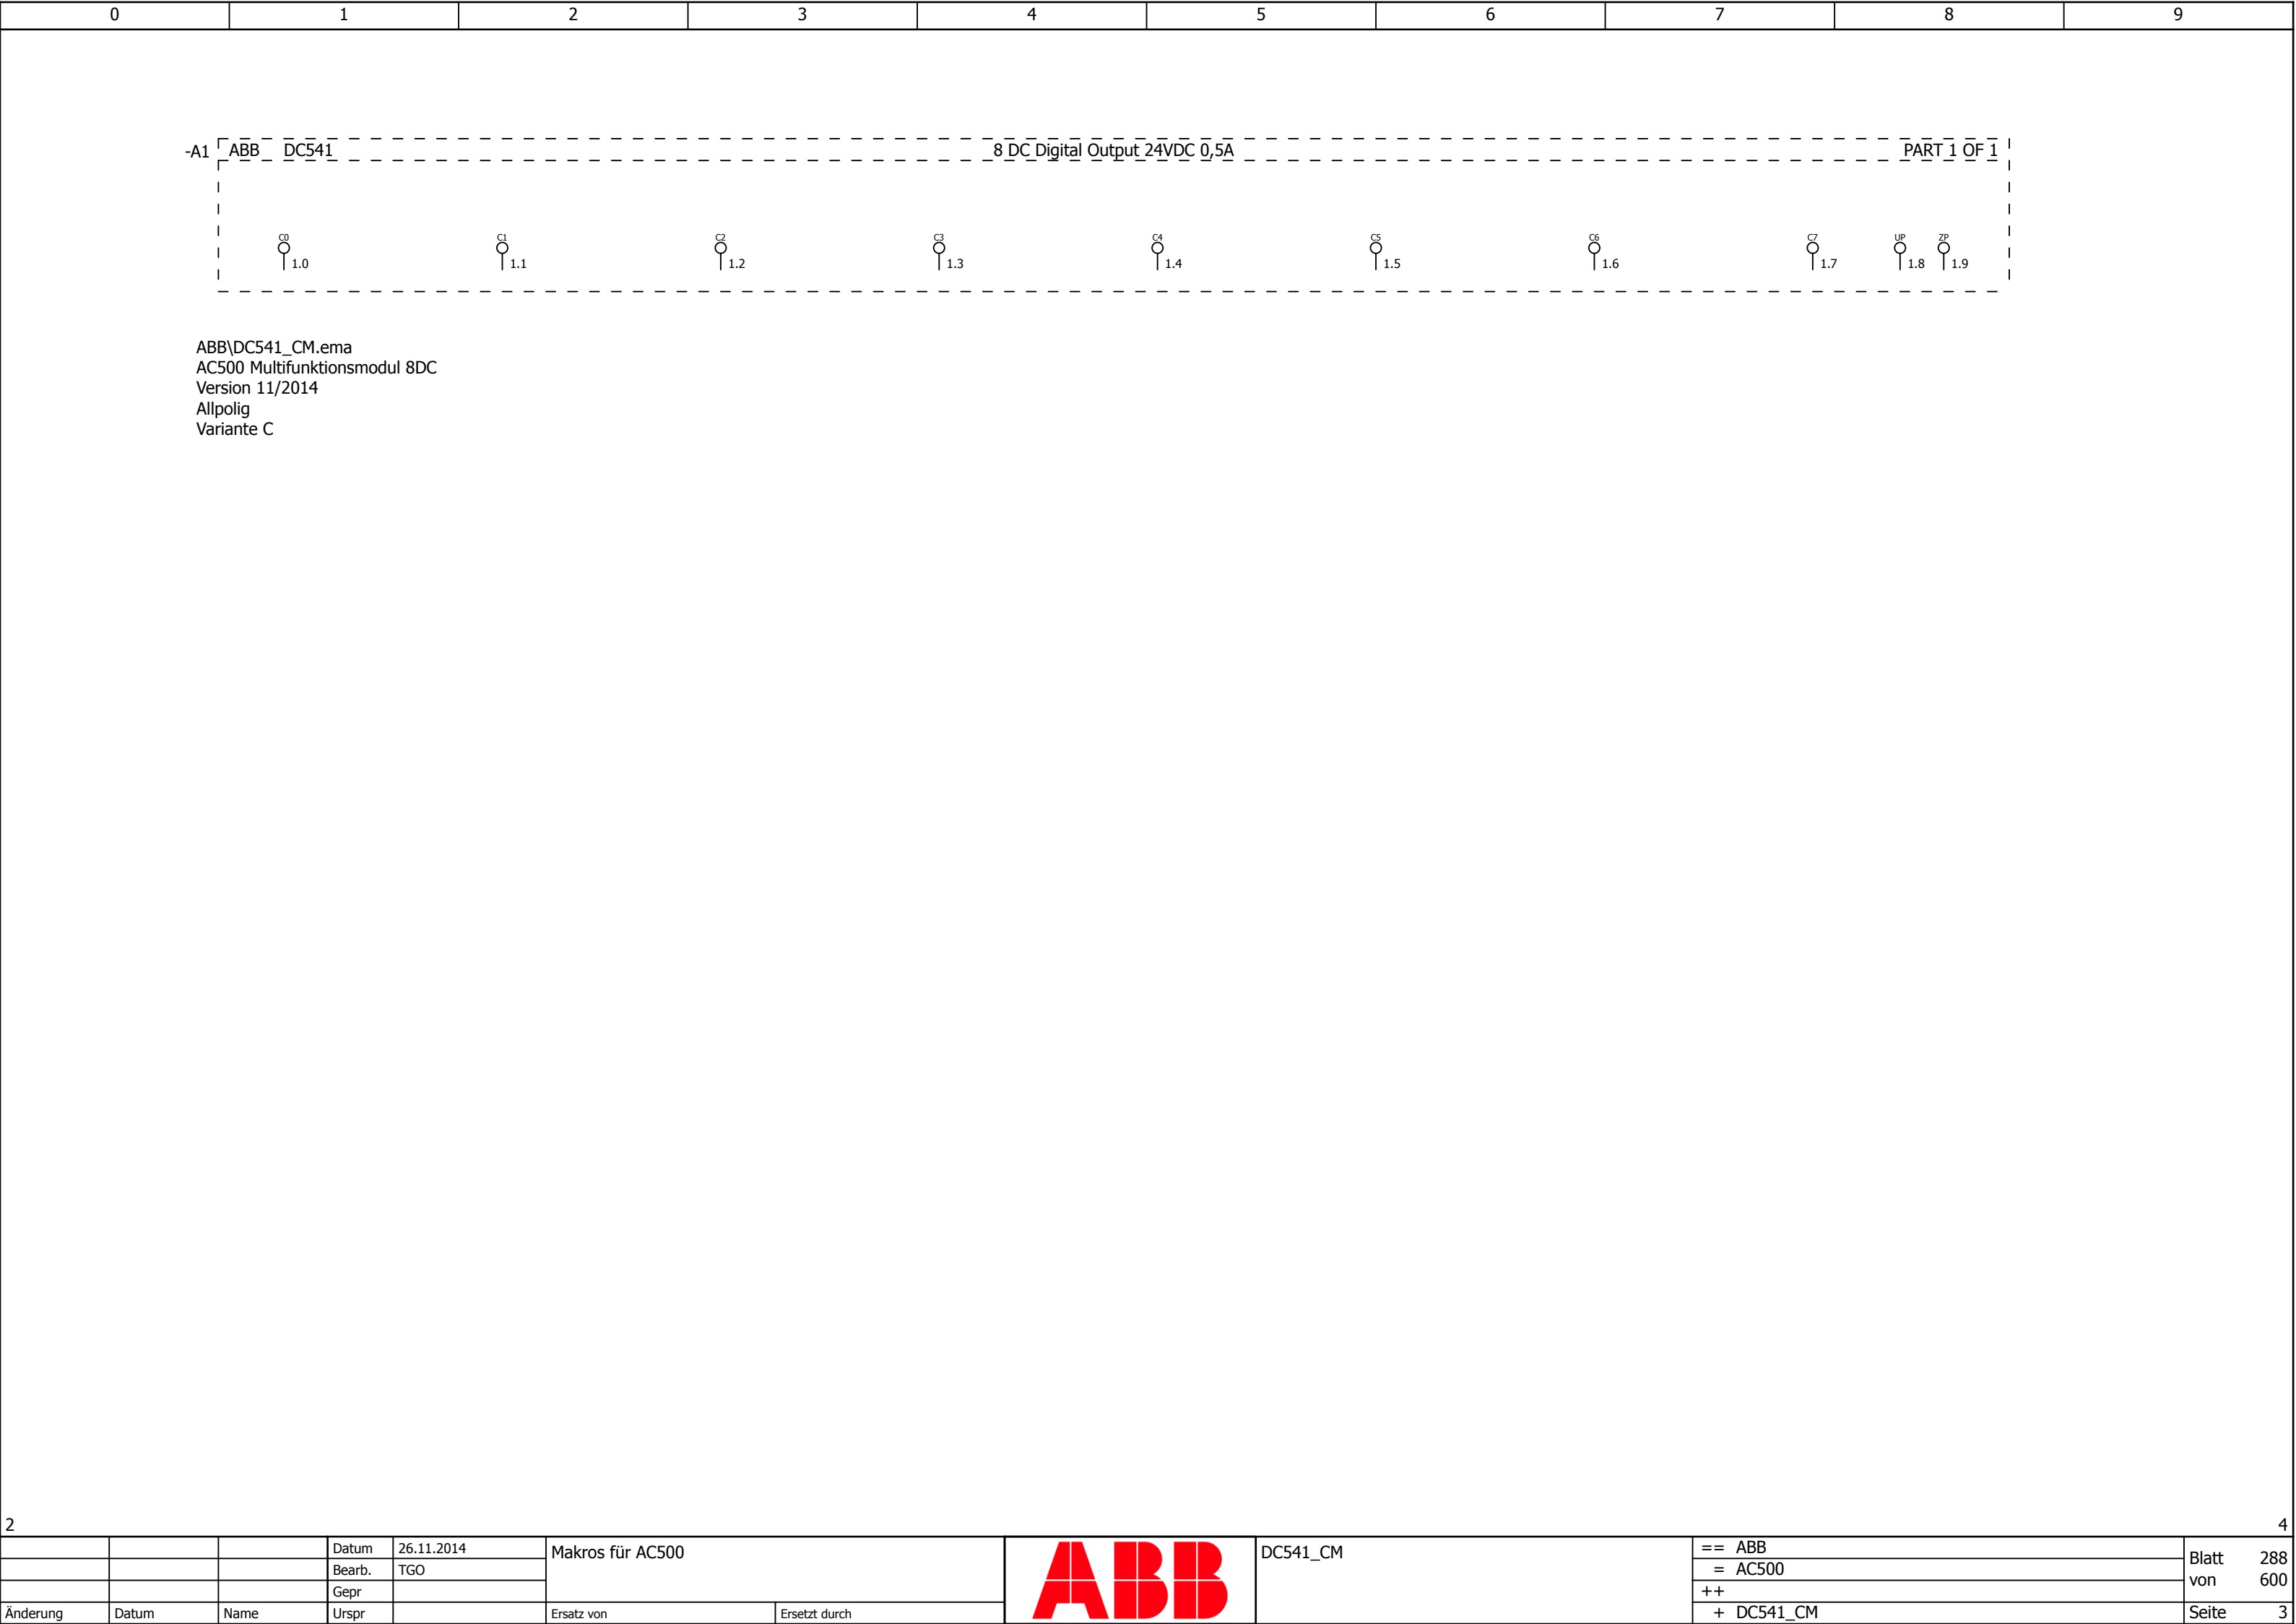 0 1 2 3 4 5 6 7 8 9
-A1 ABB DC541 8 DC Digital Output 24VDC 0,5A PART 1 OF 1
C0 C1 C2 C3 C4 C5 C6 C7 UP ZP
1.0 1.1 1.2 1.3 1.4 1.5 1.6 1.7 1.8 1.9
ABB\DC541_CM.ema
AC500 Multifunktionsmodul 8DC
Version 11/2014
Allpolig
Variante C
2 4
Datum 26.11.2014
Bearb. TGO
Gepr
Änderung Datum Name Urspr
Makros für AC500
Ersatz von Ersetzt durch
ABB
DC541_CM
== ABB
= AC500
++
+ DC541_CM
Blatt 288
von 600
Seite 3